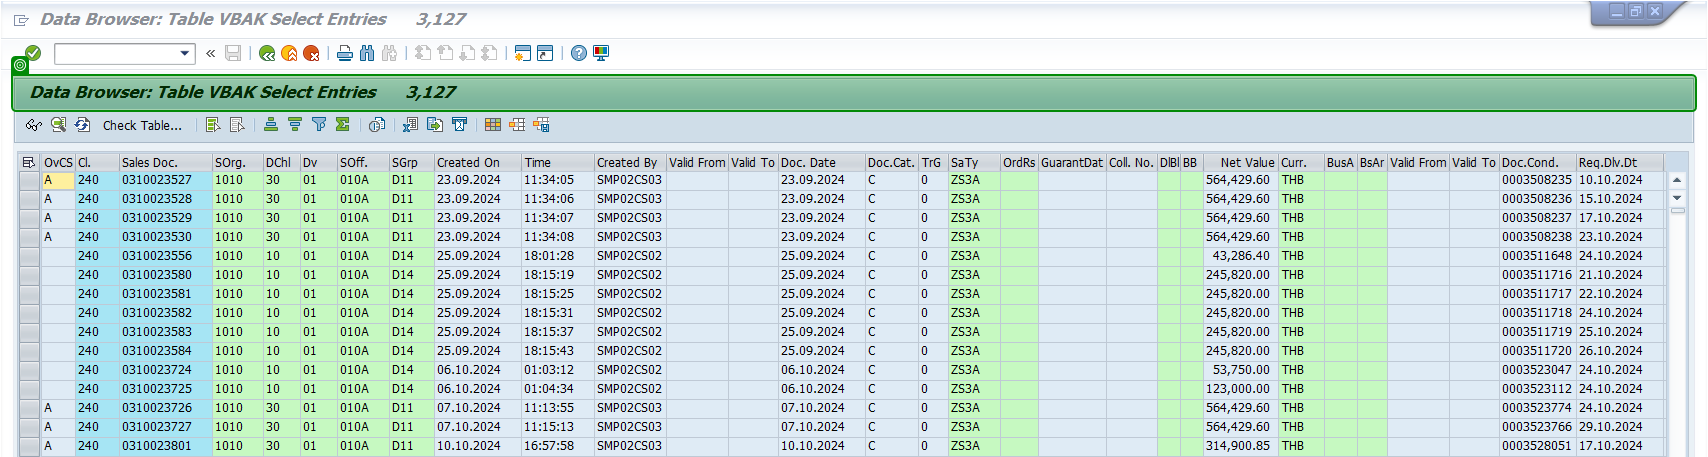 Data Browser: Table VBAK Select Entries 3,127
Data Browser: Table VBAK Select Entries 3,127
Check Table...
OvCS Cl. Sales Doc. SOrg. DChl Dv SOff. SGrp Created On Time Created By Valid From Valid To Doc. Date Doc.Cat. TrG SaTy OrdRs GuarantDat Coll. No. DlBl BB Net Value Curr. BusA BsAr Valid From Valid To Doc.Cond. Req.Dlv.Dt
A 240 0310023527 1010 30 01 010A D11 23.09.2024 11:34:05 SMP02CS03 23.09.2024 C 0 ZS3A 564,429.60 THB 0003508235 10.10.2024
A 240 0310023528 1010 30 01 010A D11 23.09.2024 11:34:06 SMP02CS03 23.09.2024 C 0 ZS3A 564,429.60 THB 0003508236 15.10.2024
A 240 0310023529 1010 30 01 010A D11 23.09.2024 11:34:07 SMP02CS03 23.09.2024 C 0 ZS3A 564,429.60 THB 0003508237 17.10.2024
A 240 0310023530 1010 30 01 010A D11 23.09.2024 11:34:08 SMP02CS03 23.09.2024 C 0 ZS3A 564,429.60 THB 0003508238 23.10.2024
240 0310023556 1010 10 01 010A D14 25.09.2024 18:01:28 SMP02CS02 25.09.2024 C 0 ZS3A 43,286.40 THB 0003511648 24.10.2024
240 0310023580 1010 10 01 010A D14 25.09.2024 18:15:19 SMP02CS02 25.09.2024 C 0 ZS3A 245,820.00 THB 0003511716 21.10.2024
240 0310023581 1010 10 01 010A D14 25.09.2024 18:15:25 SMP02CS02 25.09.2024 C 0 ZS3A 245,820.00 THB 0003511717 22.10.2024
240 0310023582 1010 10 01 010A D14 25.09.2024 18:15:31 SMP02CS02 25.09.2024 C 0 ZS3A 245,820.00 THB 0003511718 24.10.2024
240 0310023583 1010 10 01 010A D14 25.09.2024 18:15:37 SMP02CS02 25.09.2024 C 0 ZS3A 245,820.00 THB 0003511719 25.10.2024
240 0310023584 1010 10 01 010A D14 25.09.2024 18:15:43 SMP02CS02 25.09.2024 C 0 ZS3A 245,820.00 THB 0003511720 26.10.2024
240 0310023724 1010 10 01 010A D14 06.10.2024 01:03:12 SMP02CS02 06.10.2024 C 0 ZS3A 53,750.00 THB 0003523047 24.10.2024
240 0310023725 1010 10 01 010A D14 06.10.2024 01:04:34 SMP02CS02 06.10.2024 C 0 ZS3A 123,000.00 THB 0003523112 24.10.2024
A 240 0310023726 1010 30 01 010A D11 07.10.2024 11:13:55 SMP02CS03 07.10.2024 C 0 ZS3A 564,429.60 THB 0003523774 24.10.2024
A 240 0310023727 1010 30 01 010A D11 07.10.2024 11:15:13 SMP02CS03 07.10.2024 C 0 ZS3A 564,429.60 THB 0003523766 29.10.2024
A 240 0310023801 1010 30 01 010A D11 10.10.2024 16:57:58 SMP02CS03 10.10.2024 C 0 ZS3A 314,900.85 THB 0003528051 17.10.2024